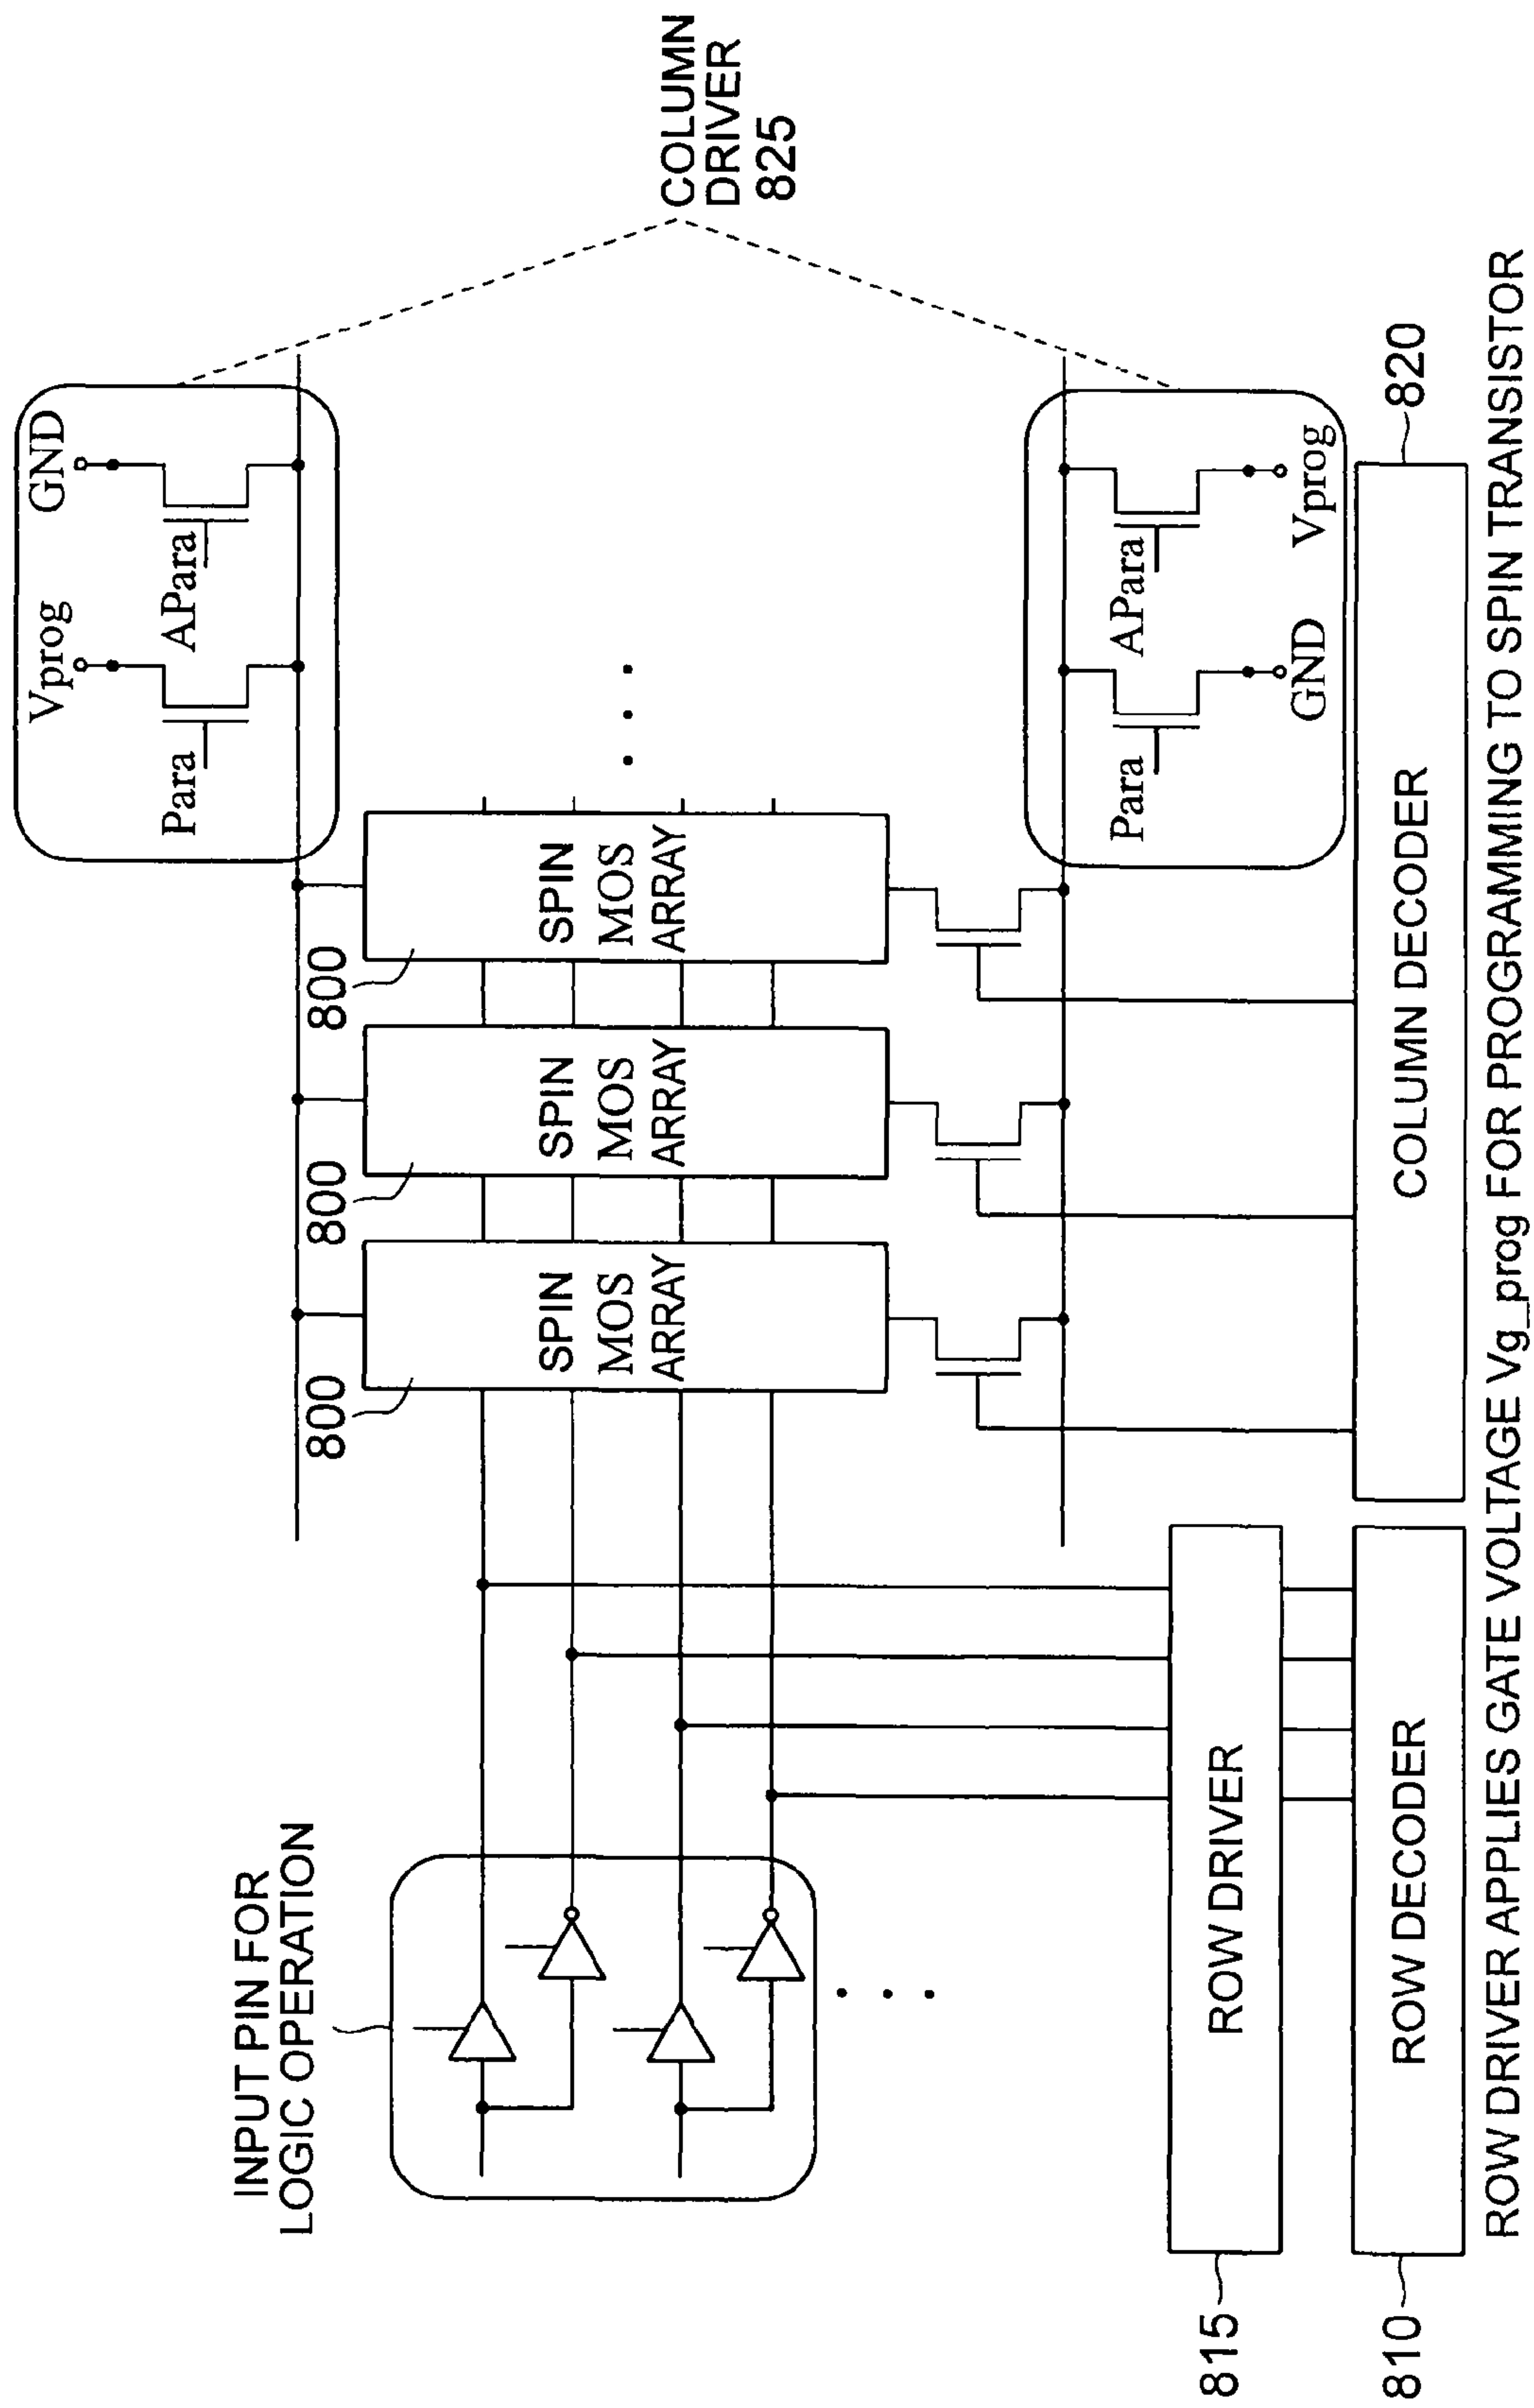 GND
Vprog
APara
Para
COLUMN
DRIVER
825
800
SPIN
MOS
ARRAY
800
SPIN
MOS
ARRAY
800
SPIN
MOS
ARRAY
INPUT PIN FOR
LOGIC OPERATION
Para
APara
GND
Vprog
815
ROW DRIVER
810
ROW DECODER
COLUMN DECODER
820
ROW DRIVER APPLIES GATE VOLTAGE Vg_prog FOR PROGRAMMING TO SPIN TRANSISTOR